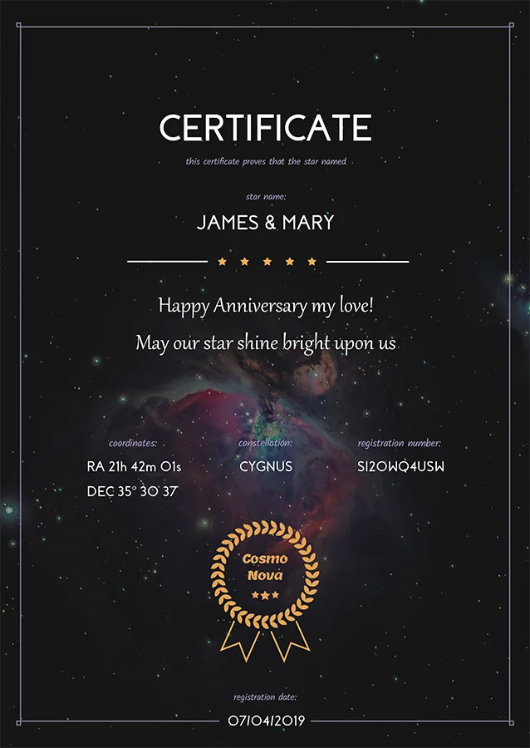 CERTIFICATE
this certificate proves that the star named
star name:
JAMES & MARY
Happy Anniversary my love!
May our star shine bright upon us
coordinates: constellation: registration number:
RA 21h 42m 01s CYGNUS SI2OWQ4USW
DEC 35° 30' 37
Cosmo
Nova
registration date:
07/04/2019